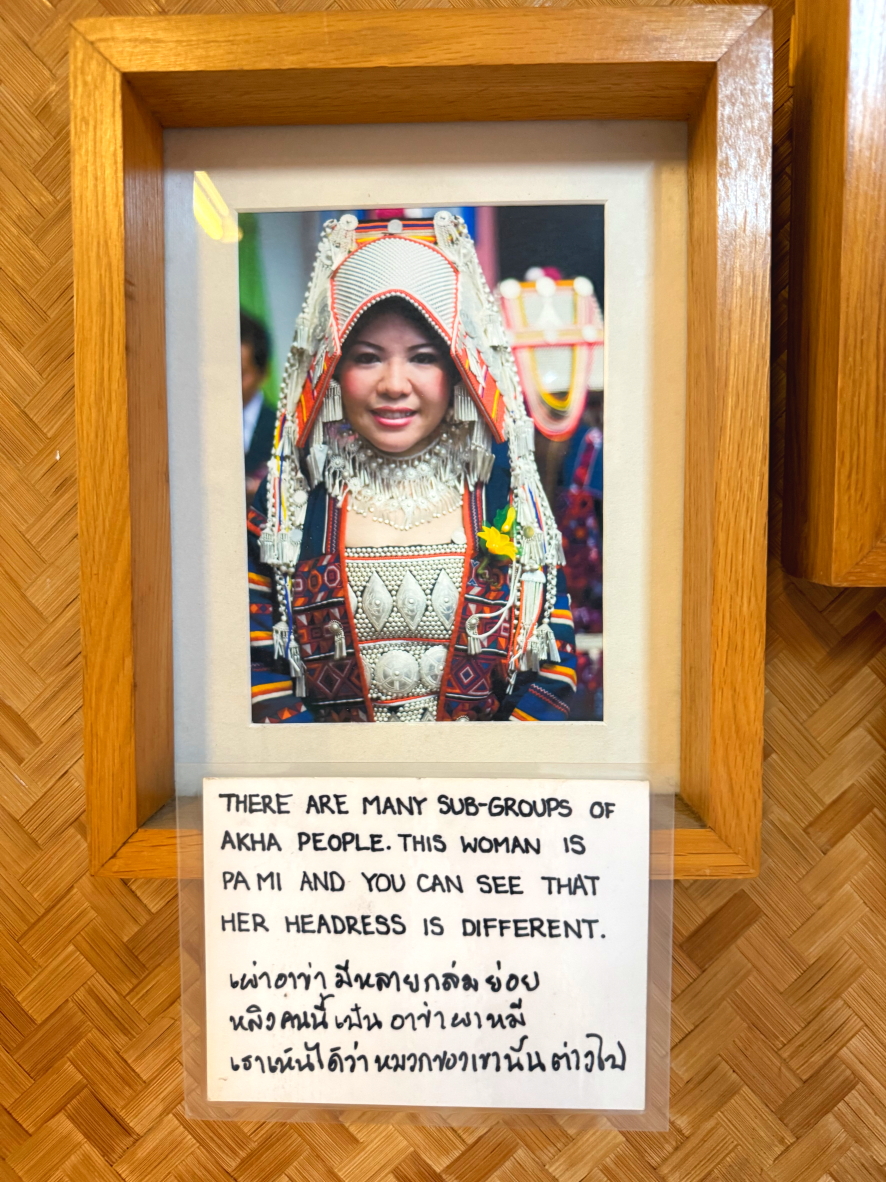 THERE ARE MANY SUB-GROUPS OF
AKHA PEOPLE. THIS WOMAN IS
PA MI AND YOU CAN SEE THAT
HER HEADRESS IS DIFFERENT.
เผ่าอาข่า มีหลายกลุ่มย่อย
หญิงคนนี้ เป็น อาข่าผาหมี
เราเห็นได้ว่าหมวกของเขานั้นต่างไป